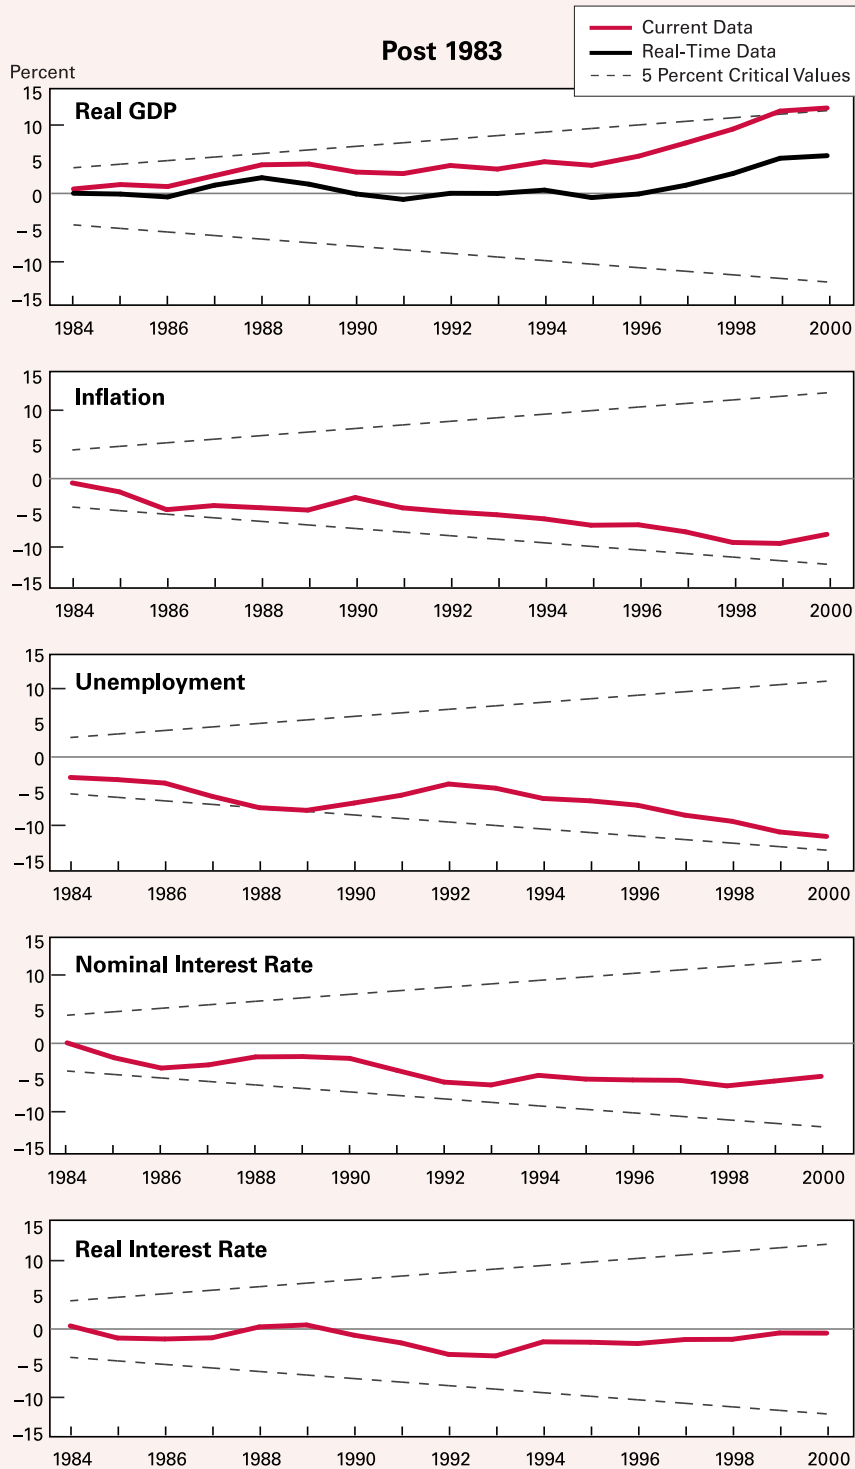 Post 1983
Current Data
Real-Time Data
5 Percent Critical Values
Percent
Real GDP
15
10
5
0
– 5
–10
–15
1984 1986 1988 1990 1992 1994 1996 1998 2000
Inflation
15
10
5
0
–5
–10
–15
1984 1986 1988 1990 1992 1994 1996 1998 2000
Unemployment
15
10
5
0
– 5
–10
–15
1984 1986 1988 1990 1992 1994 1996 1998 2000
Nominal Interest Rate
15
10
5
0
–5
–10
–15
1984 1986 1988 1990 1992 1994 1996 1998 2000
Real Interest Rate
15
10
5
0
– 5
–10
–15
1984 1986 1988 1990 1992 1994 1996 1998 2000